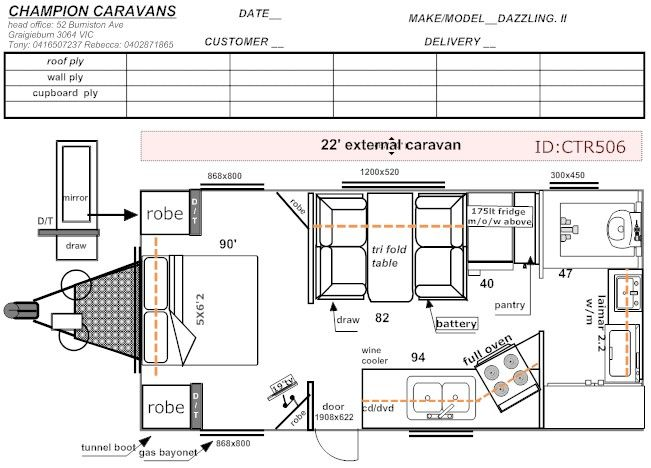 CHAMPION CARAVANS
head office: 52 Burniston Ave
Graigieburn 3064 VIC
Tony: 0416507237 Rebecca: 0402871865
DATE__
MAKE/MODEL__DAZZLING. II
CUSTOMER __
DELIVERY __
roof ply
wall ply
cupboard ply
22' external caravan
ID:CTR506
868x800
1200x520
300x450
mirror
D/T
draw
robe
D/T
robe
175lt fridge
m/o/w above
90'
tri fold
table
5X6'2
47
40
pantry
laimar 2.2
w/m
draw
82
battery
full oven
wine
cooler
94
19'tv
robe
D/T
robe
door
1908x622
cd/dvd
tunnel boot
gas bayonet
868x800